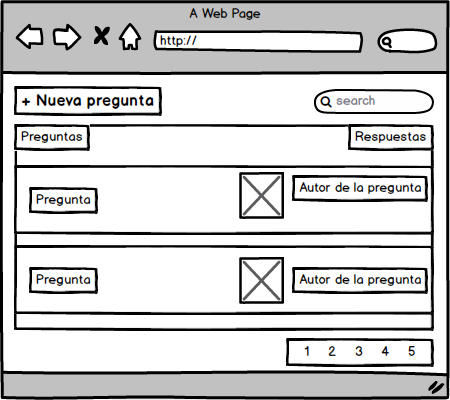 A Web Page
http://
+ Nueva pregunta
search
Preguntas
Respuestas
Pregunta
Autor de la pregunta
Pregunta
Autor de la pregunta
1 2 3 4 5